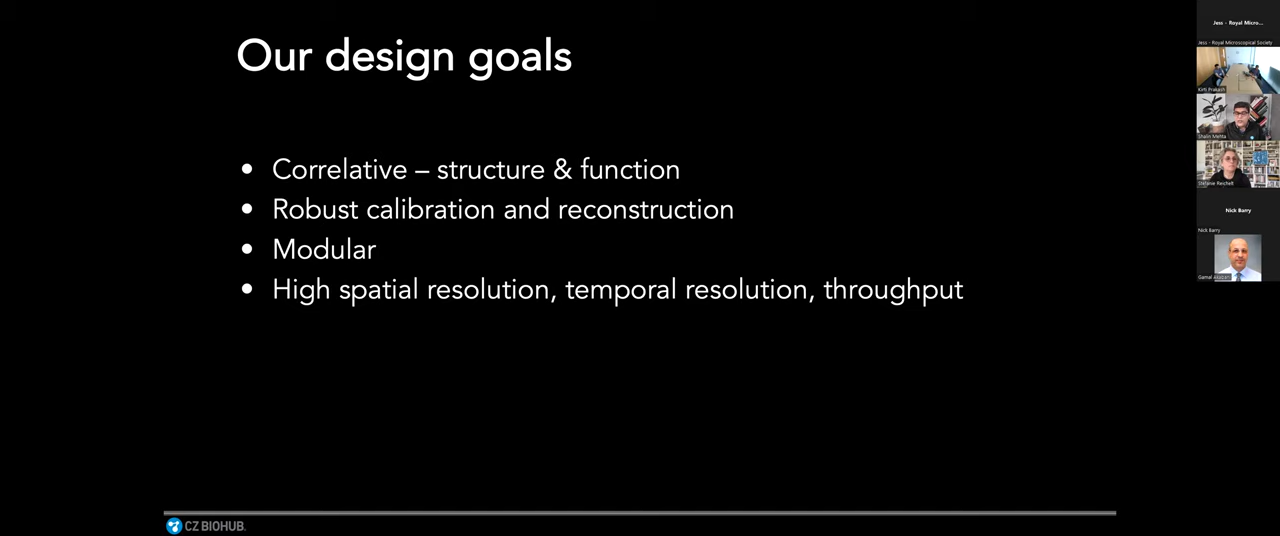 Our design goals
• Correlative – structure & function
• Robust calibration and reconstruction
• Modular
• High spatial resolution, temporal resolution, throughput
CZ BIOHUB.
Jess - Royal Micro...
Jess - Royal Microscopical Society
Kirti Prakash
Shalin Mehta
Stefanie Reichelt
Nick Barry
Nick Barry
Gamal